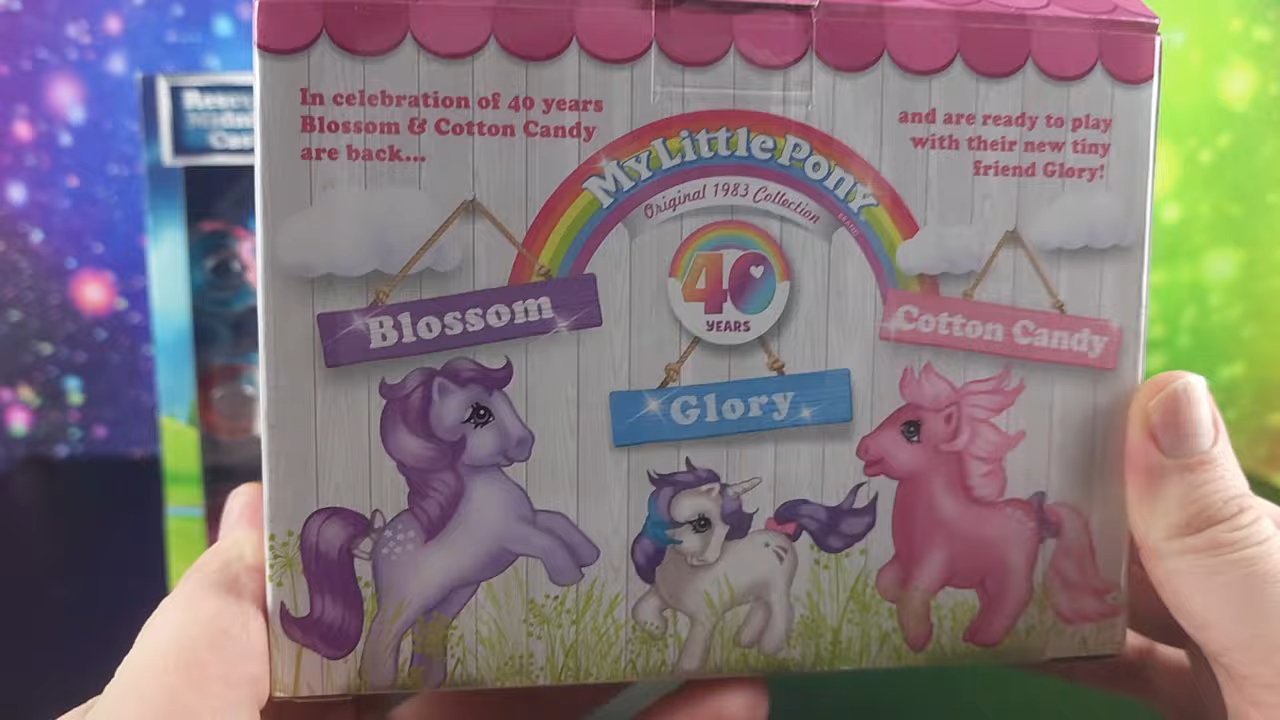 In celebration of 40 years
Blossom & Cotton Candy
are back...
and are ready to play
with their new tiny
friend Glory!
My Little Pony
Original 1983 Collection
40
YEARS
Blossom
Cotton Candy
Glory